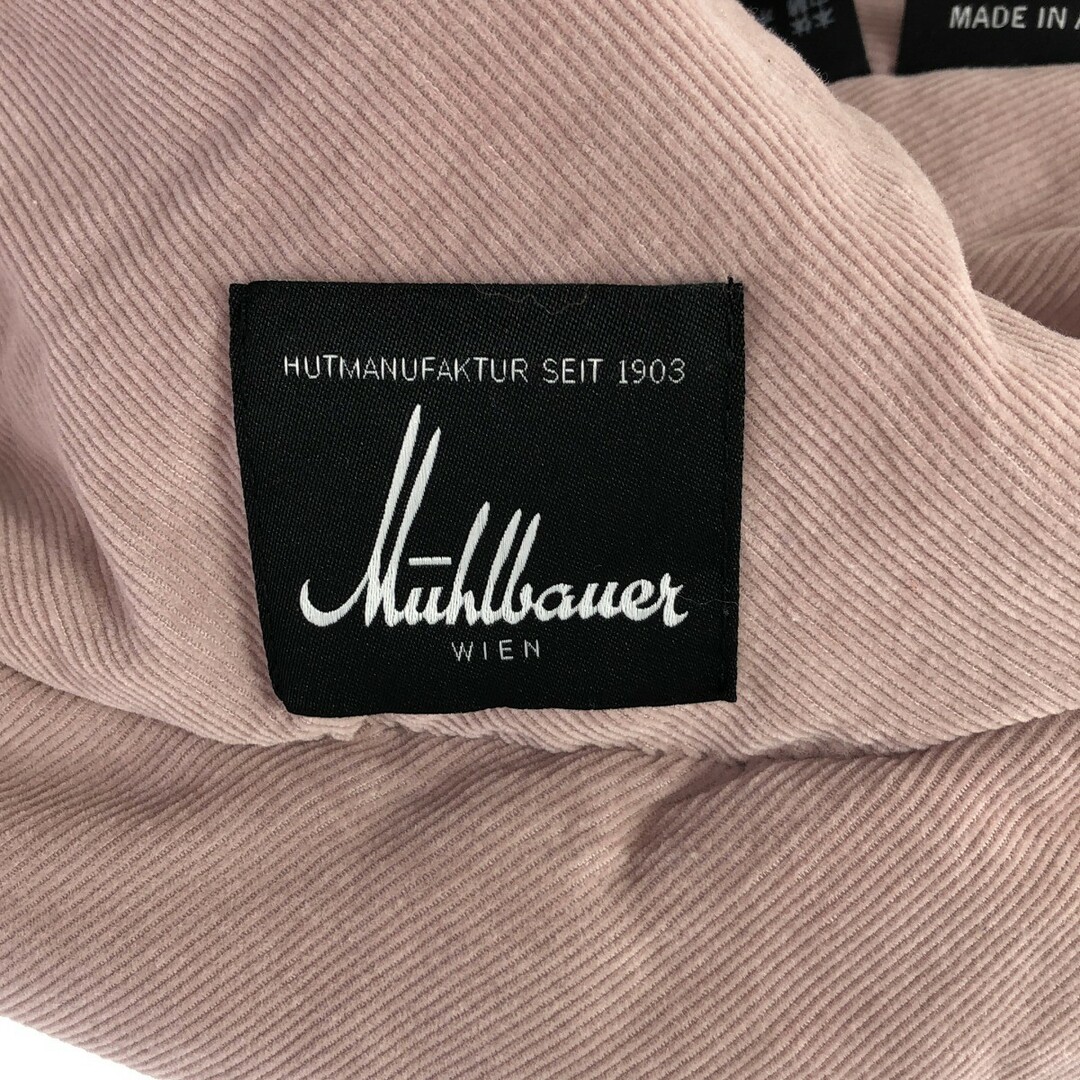 MADE IN A
HUTMANUFAKTUR SEIT 1903
Mühlbauer
WIEN